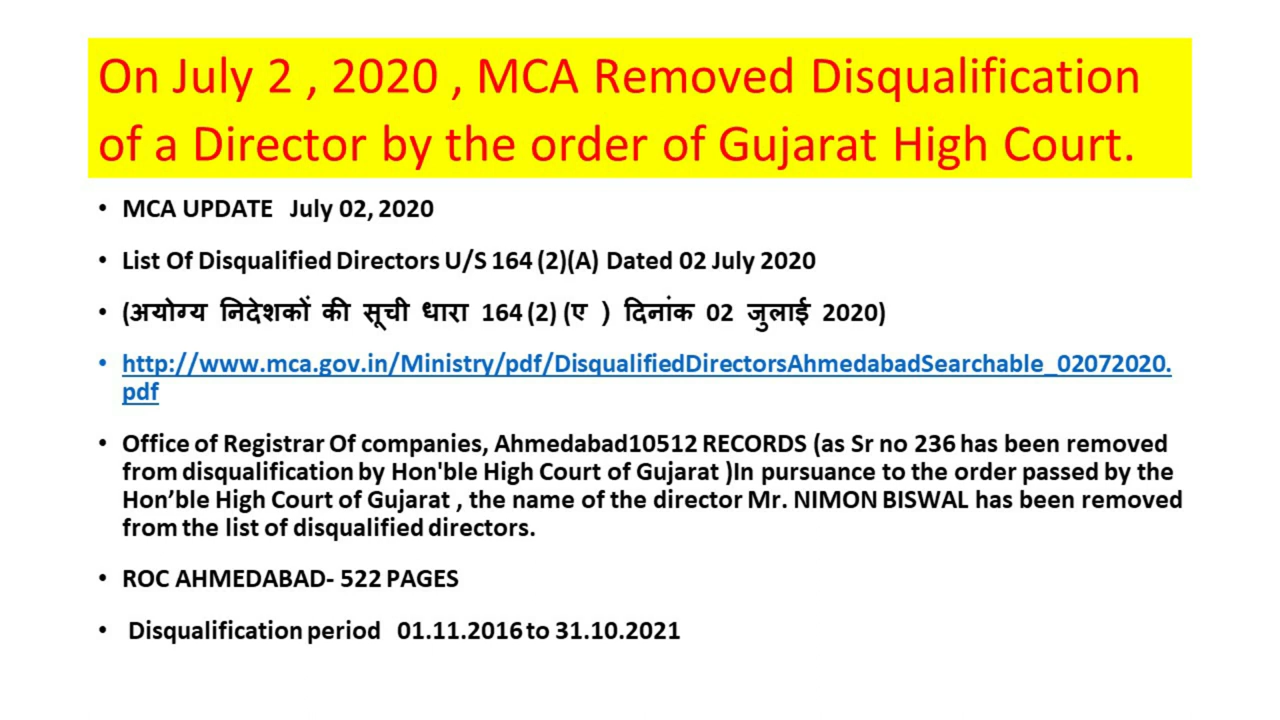 On July 2 , 2020 , MCA Removed Disqualification
of a Director by the order of Gujarat High Court.
• MCA UPDATE July 02, 2020
• List Of Disqualified Directors U/S 164 (2)(A) Dated 02 July 2020
• (अयोग्य निदेशकों की सूची धारा 164 (2) (ए ) दिनांक 02 जुलाई 2020)
• http://www.mca.gov.in/Ministry/pdf/DisqualifiedDirectorsAhmedabadSearchable_02072020.
pdf
• Office of Registrar Of companies, Ahmedabad10512 RECORDS (as Sr no 236 has been removed
from disqualification by Hon'ble High Court of Gujarat )In pursuance to the order passed by the
Hon’ble High Court of Gujarat , the name of the director Mr. NIMON BISWAL has been removed
from the list of disqualified directors.
• ROC AHMEDABAD- 522 PAGES
• Disqualification period 01.11.2016 to 31.10.2021